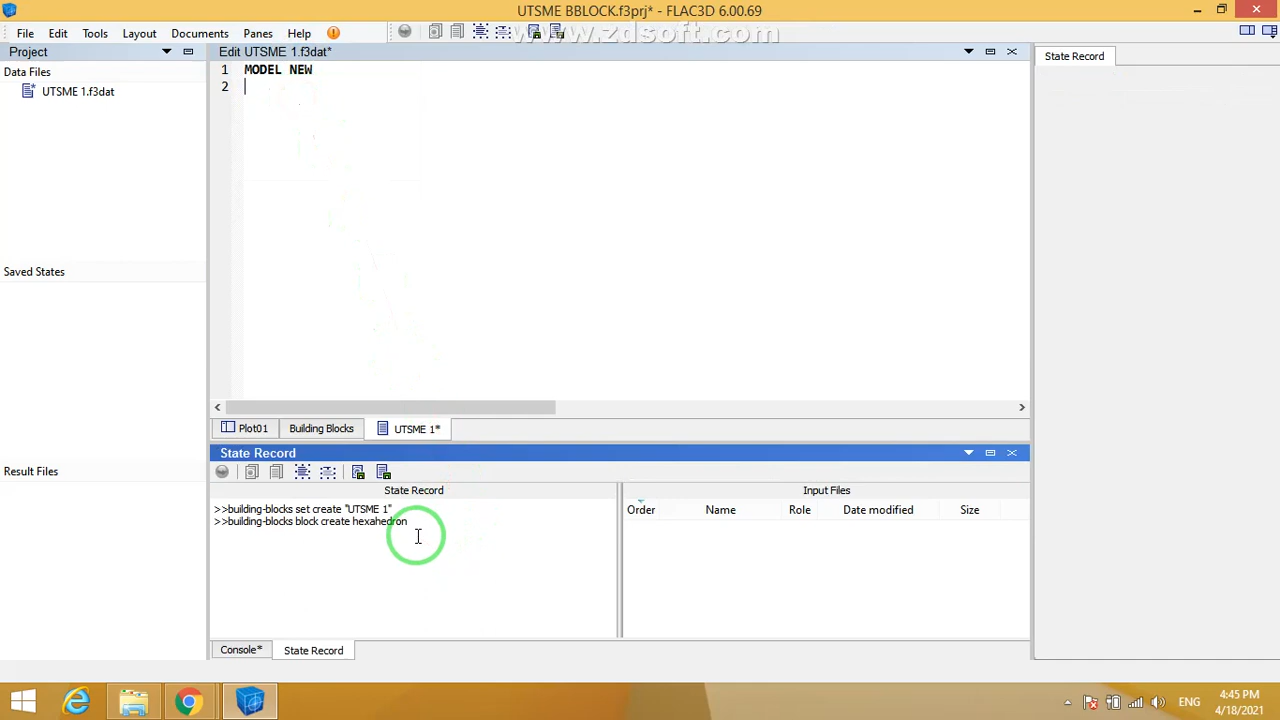 UTSME BBLOCK.f3prj* - FLAC3D 6.00.69
File Edit Tools Layout Documents Panes Help
www.zdsoft.com
Project
Edit UTSME 1.f3dat*
State Record
Data Files
UTSME 1.f3dat
1 MODEL NEW
2
Saved States
Plot01 Building Blocks UTSME 1*
State Record
Result Files
State Record
Input Files
>>building-blocks set create "UTSME 1"
>>building-blocks block create hexahedron
Order Name Role Date modified Size
Console* State Record
ENG
4:45 PM
4/18/2021